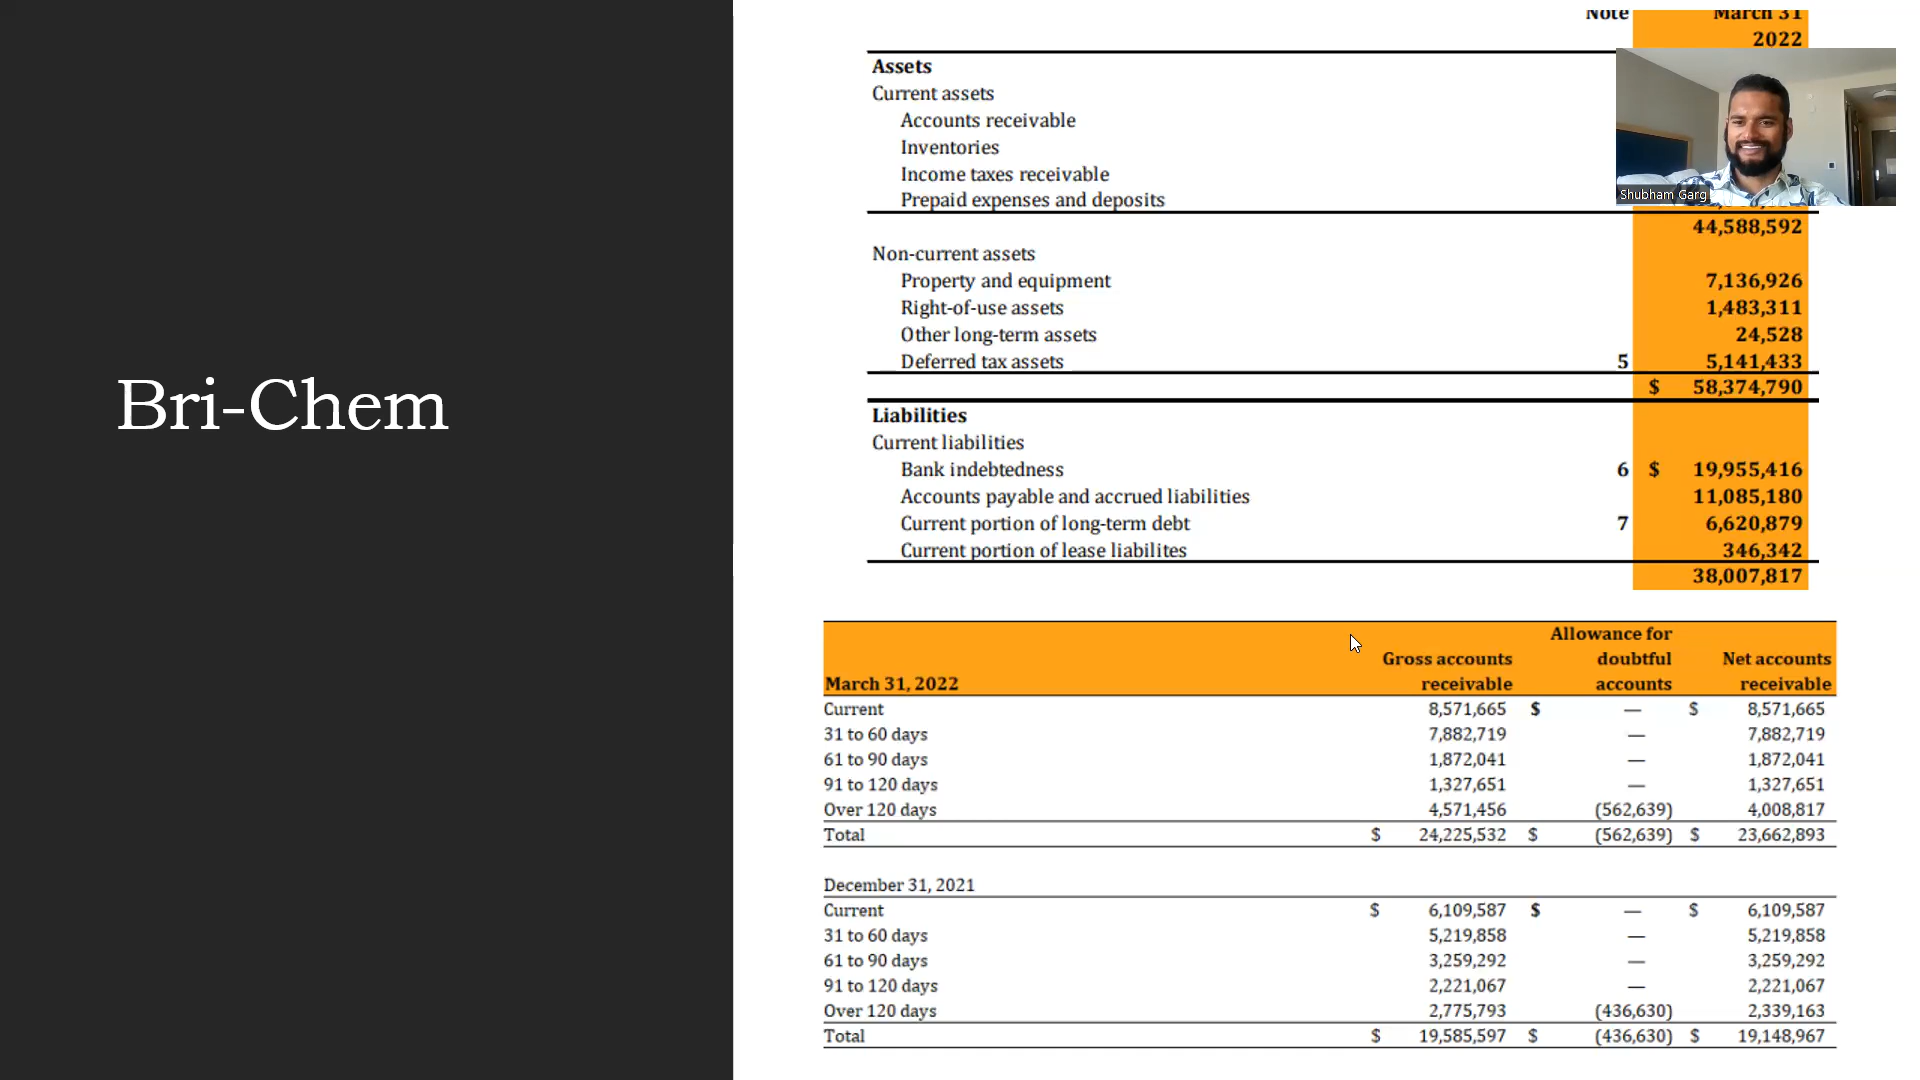 Bri-Chem
Note March 31
2022
Assets
Current assets
Accounts receivable
Inventories
Income taxes receivable
Prepaid expenses and deposits
Shubham Garg
44,588,592
Non-current assets
Property and equipment 7,136,926
Right-of-use assets 1,483,311
Other long-term assets 24,528
Deferred tax assets 5 5,141,433
$ 58,374,790
Liabilities
Current liabilities
Bank indebtedness 6 $ 19,955,416
Accounts payable and accrued liabilities 11,085,180
Current portion of long-term debt 7 6,620,879
Current portion of lease liabilites 346,342
38,007,817
Allowance for
Gross accounts doubtful Net accounts
March 31, 2022 receivable accounts receivable
Current 8,571,665 $ — $ 8,571,665
31 to 60 days 7,882,719 — 7,882,719
61 to 90 days 1,872,041 — 1,872,041
91 to 120 days 1,327,651 — 1,327,651
Over 120 days 4,571,456 (562,639) 4,008,817
Total $ 24,225,532 $ (562,639) $ 23,662,893
December 31, 2021
Current $ 6,109,587 $ — $ 6,109,587
31 to 60 days 5,219,858 — 5,219,858
61 to 90 days 3,259,292 — 3,259,292
91 to 120 days 2,221,067 — 2,221,067
Over 120 days 2,775,793 (436,630) 2,339,163
Total $ 19,585,597 $ (436,630) $ 19,148,967